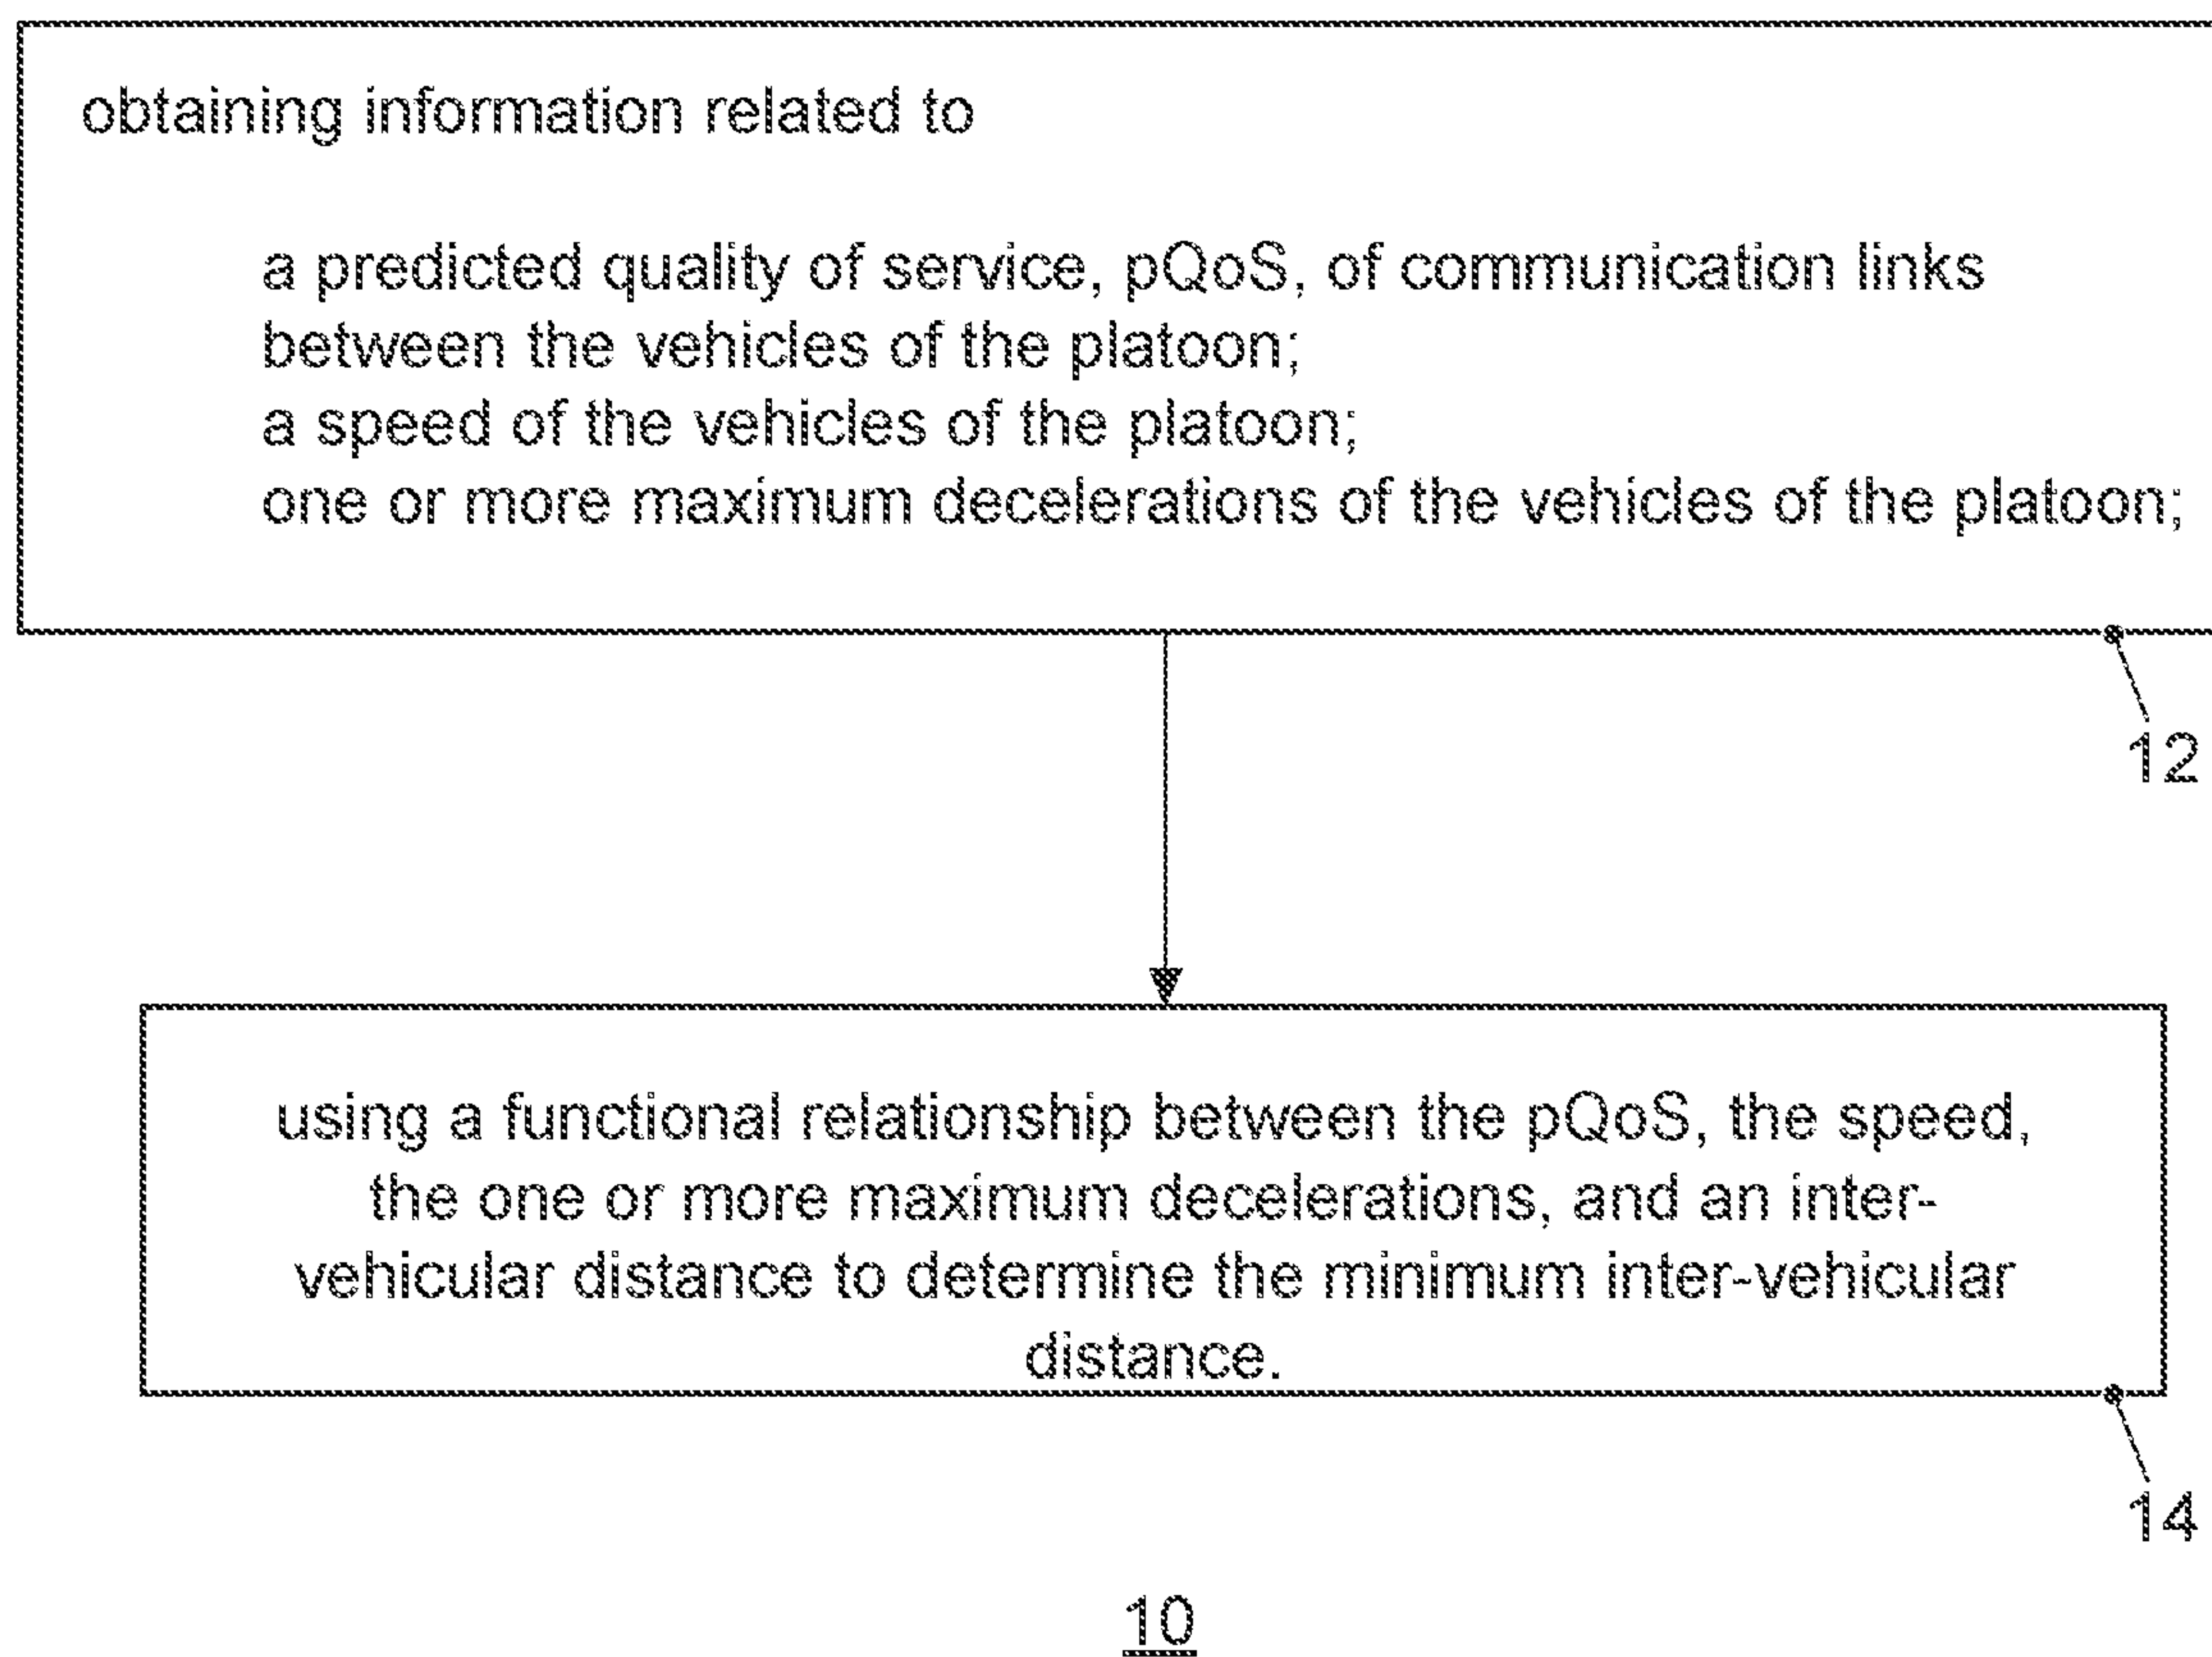 obtaining information related to
a predicted quality of service, pQoS, of communication links
between the vehicles of the platoon;
a speed of the vehicles of the platoon;
one or more maximum decelerations of the vehicles of the platoon;
12
using a functional relationship between the pQoS, the speed,
the one or more maximum decelerations, and an inter-
vehicular distance to determine the minimum inter-vehicular
distance.
14
10